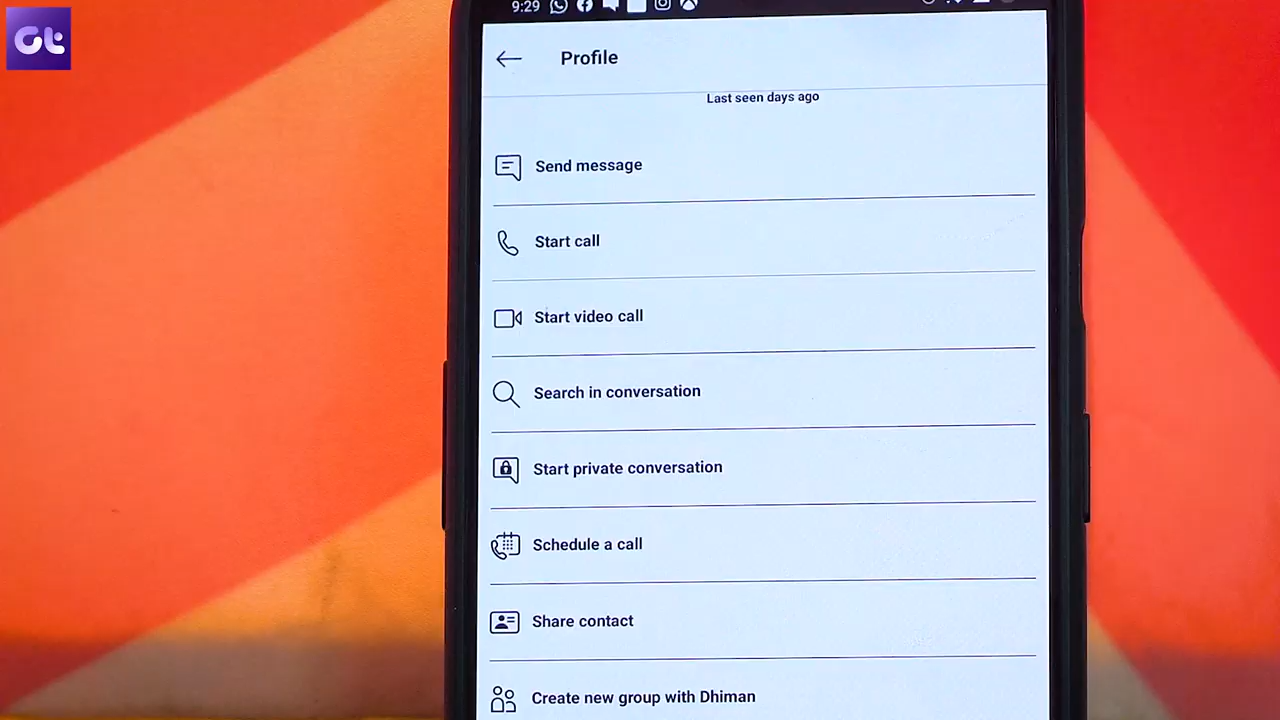 Gt
9:29
Profile
Last seen days ago
Send message
Start call
Start video call
Search in conversation
Start private conversation
Schedule a call
Share contact
Create new group with Dhiman